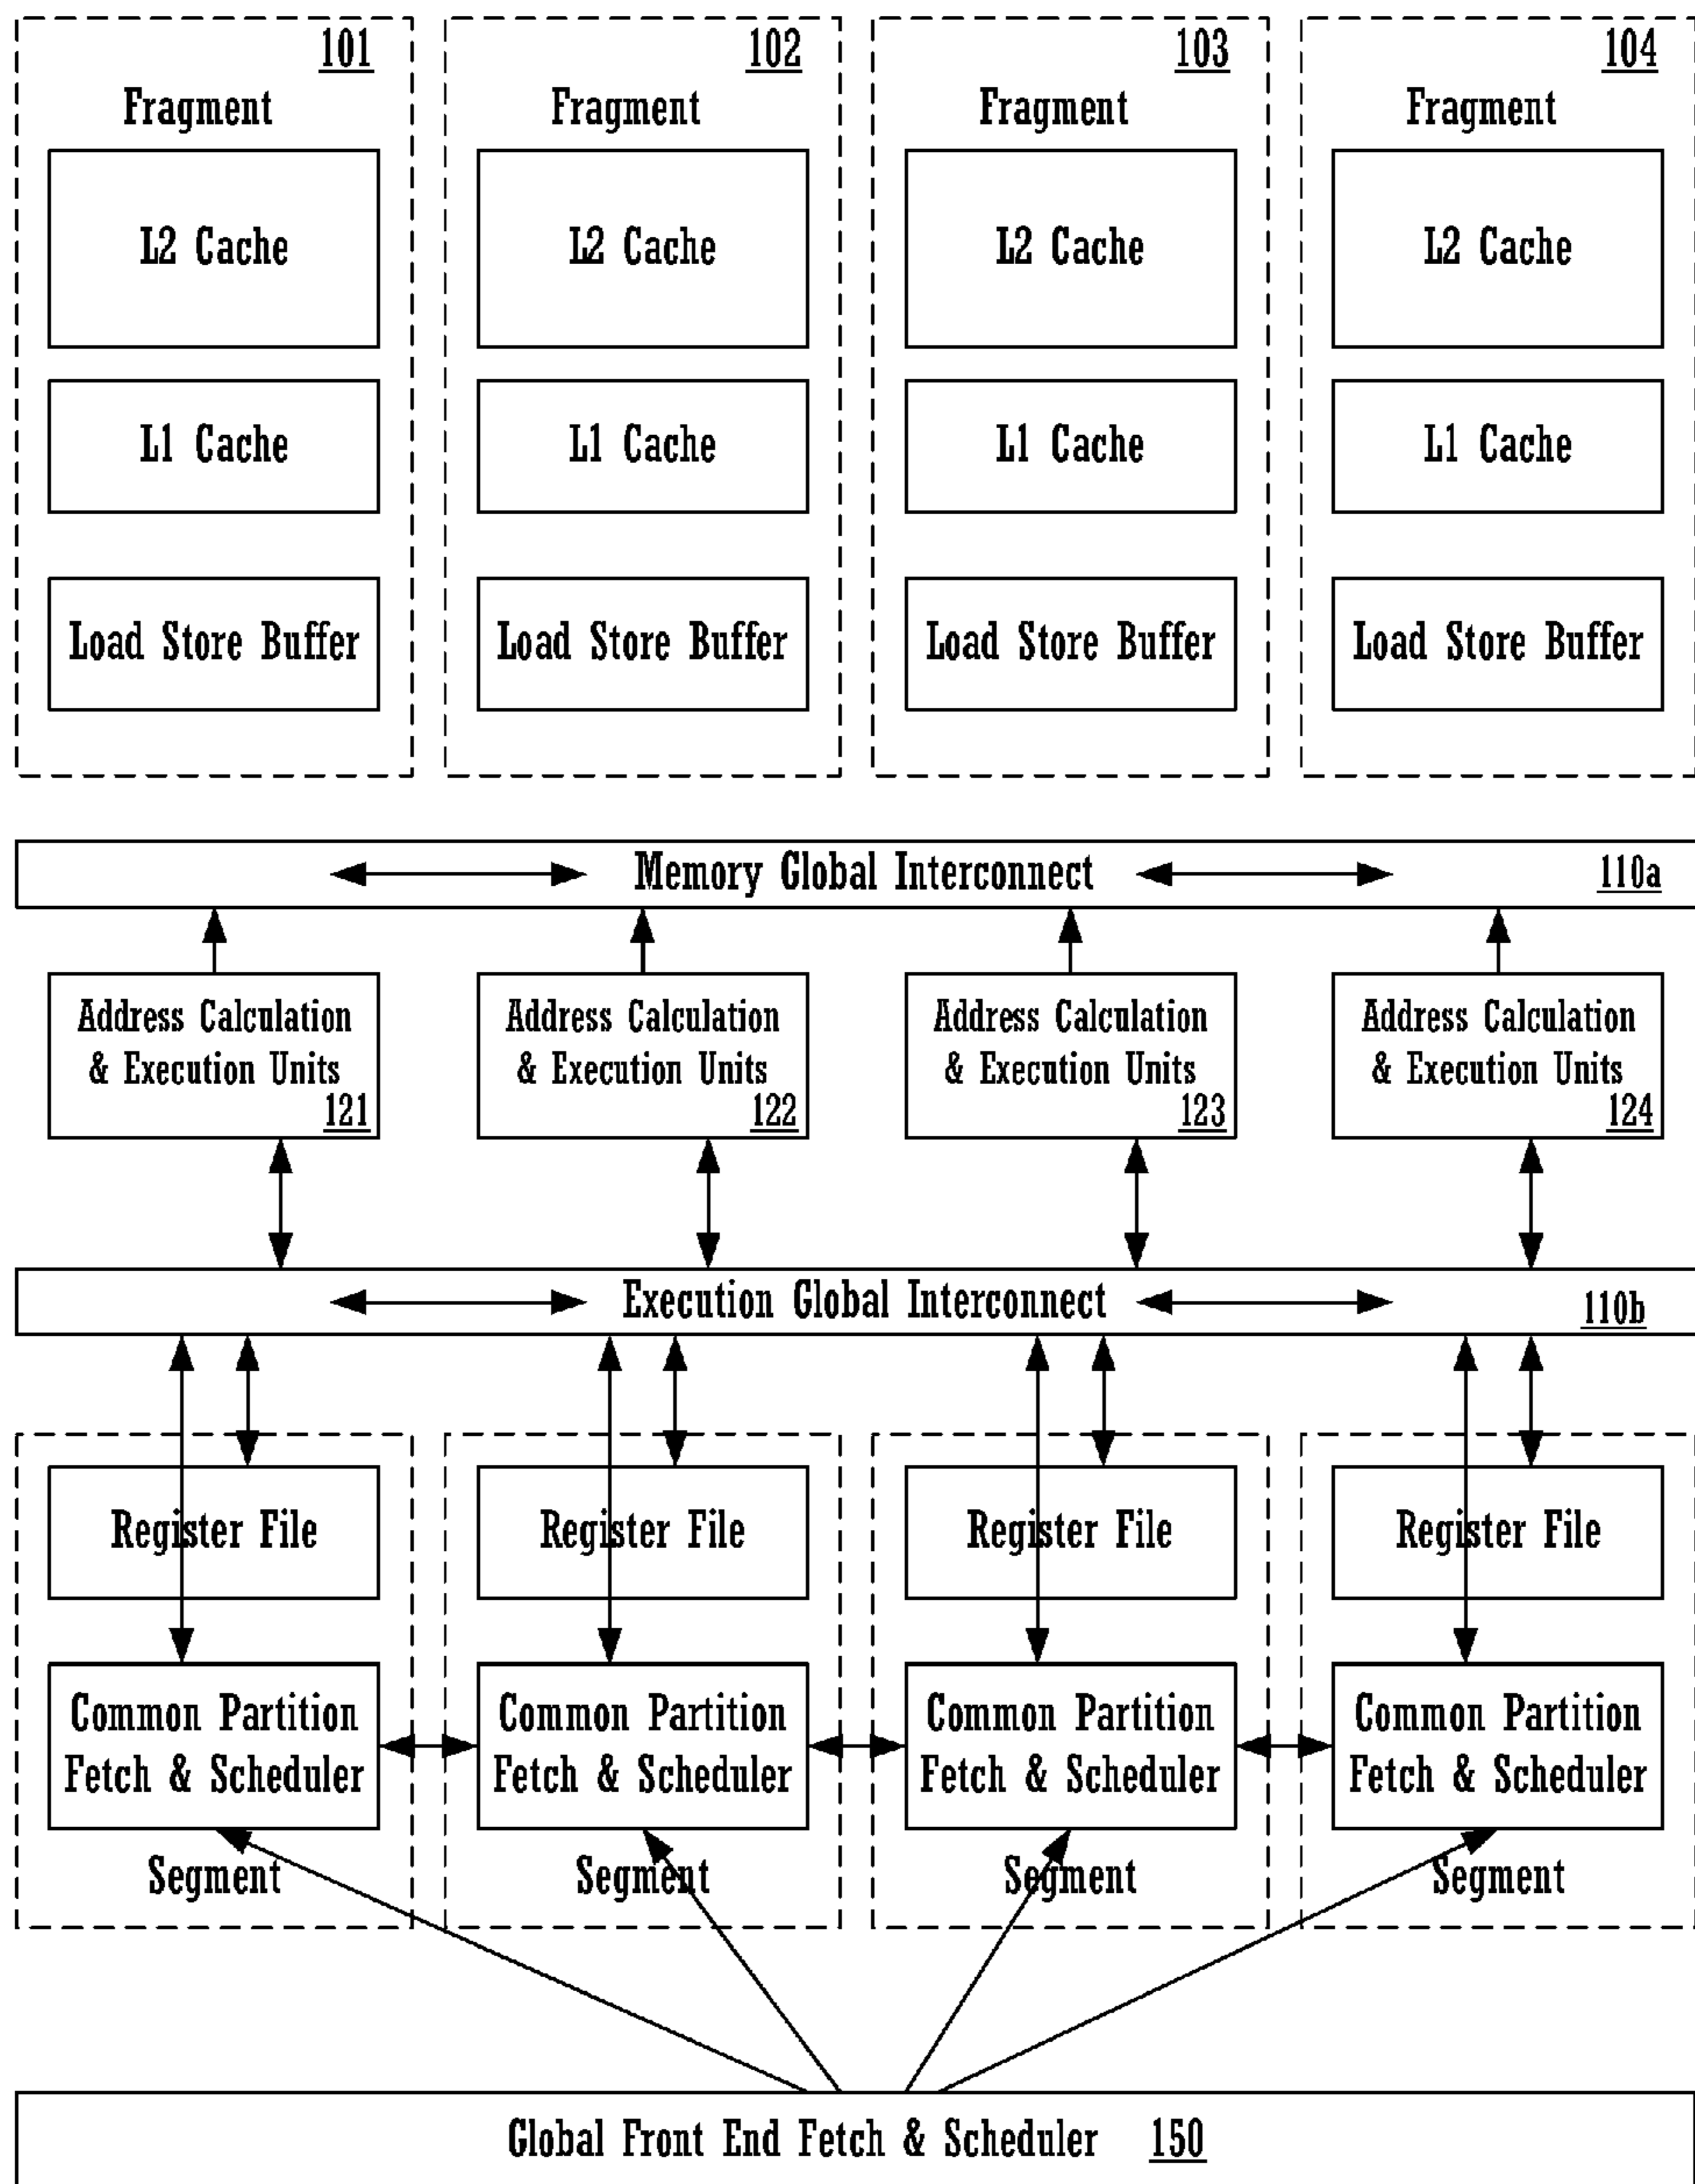 101
Fragment
L2 Cache
L1 Cache
Load Store Buffer
102
Fragment
L2 Cache
L1 Cache
Load Store Buffer
103
Fragment
L2 Cache
L1 Cache
Load Store Buffer
104
Fragment
L2 Cache
L1 Cache
Load Store Buffer
Memory Global Interconnect 110a
Address Calculation
& Execution Units
121
Address Calculation
& Execution Units
122
Address Calculation
& Execution Units
123
Address Calculation
& Execution Units
124
Execution Global Interconnect 110b
Register File
Common Partition
Fetch & Scheduler
Segment
Register File
Common Partition
Fetch & Scheduler
Segment
Register File
Common Partition
Fetch & Scheduler
Segment
Register File
Common Partition
Fetch & Scheduler
Segment
Global Front End Fetch & Scheduler 150